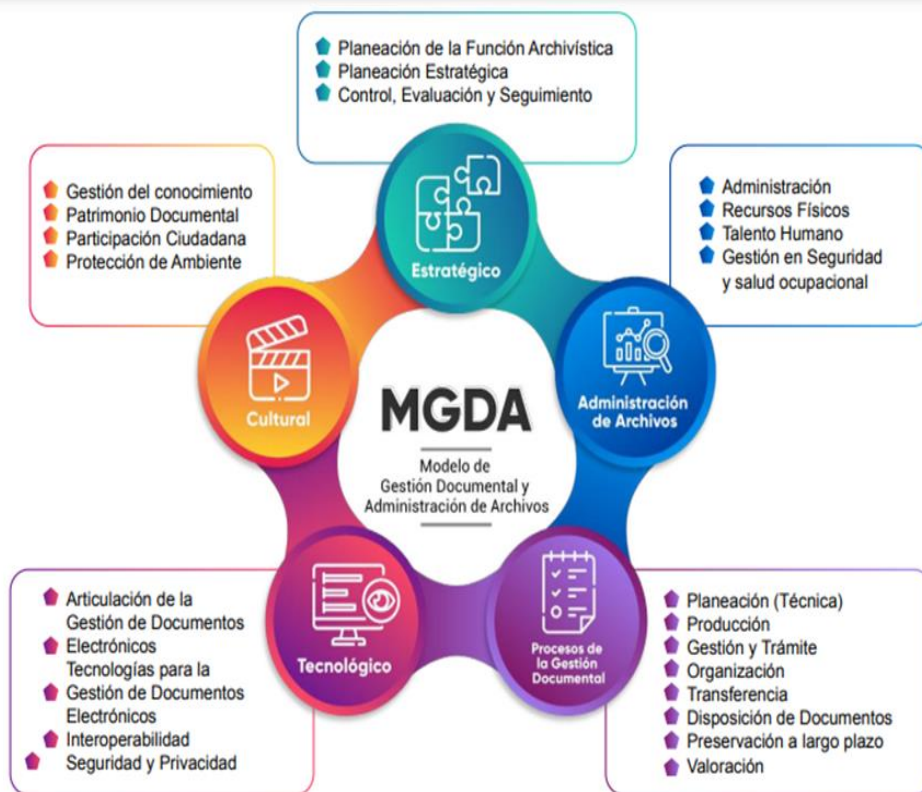 Planeación de la Función Archivística
Planeación Estratégica
Control, Evaluación y Seguimiento
Estratégico
Gestión del conocimiento
Patrimonio Documental
Participación Ciudadana
Protección de Ambiente
Cultural
Administración
Recursos Físicos
Talento Humano
Gestión en Seguridad
y salud ocupacional
Administración
de Archivos
MGDA
Modelo de
Gestión Documental y
Administración de Archivos
Articulación de la
Gestión de Documentos
Electrónicos
Tecnologías para la
Gestión de Documentos
Electrónicos
Interoperabilidad
Seguridad y Privacidad
Tecnológico
Procesos de
la Gestión
Documental
Planeación (Técnica)
Producción
Gestión y Trámite
Organización
Transferencia
Disposición de Documentos
Preservación a largo plazo
Valoración